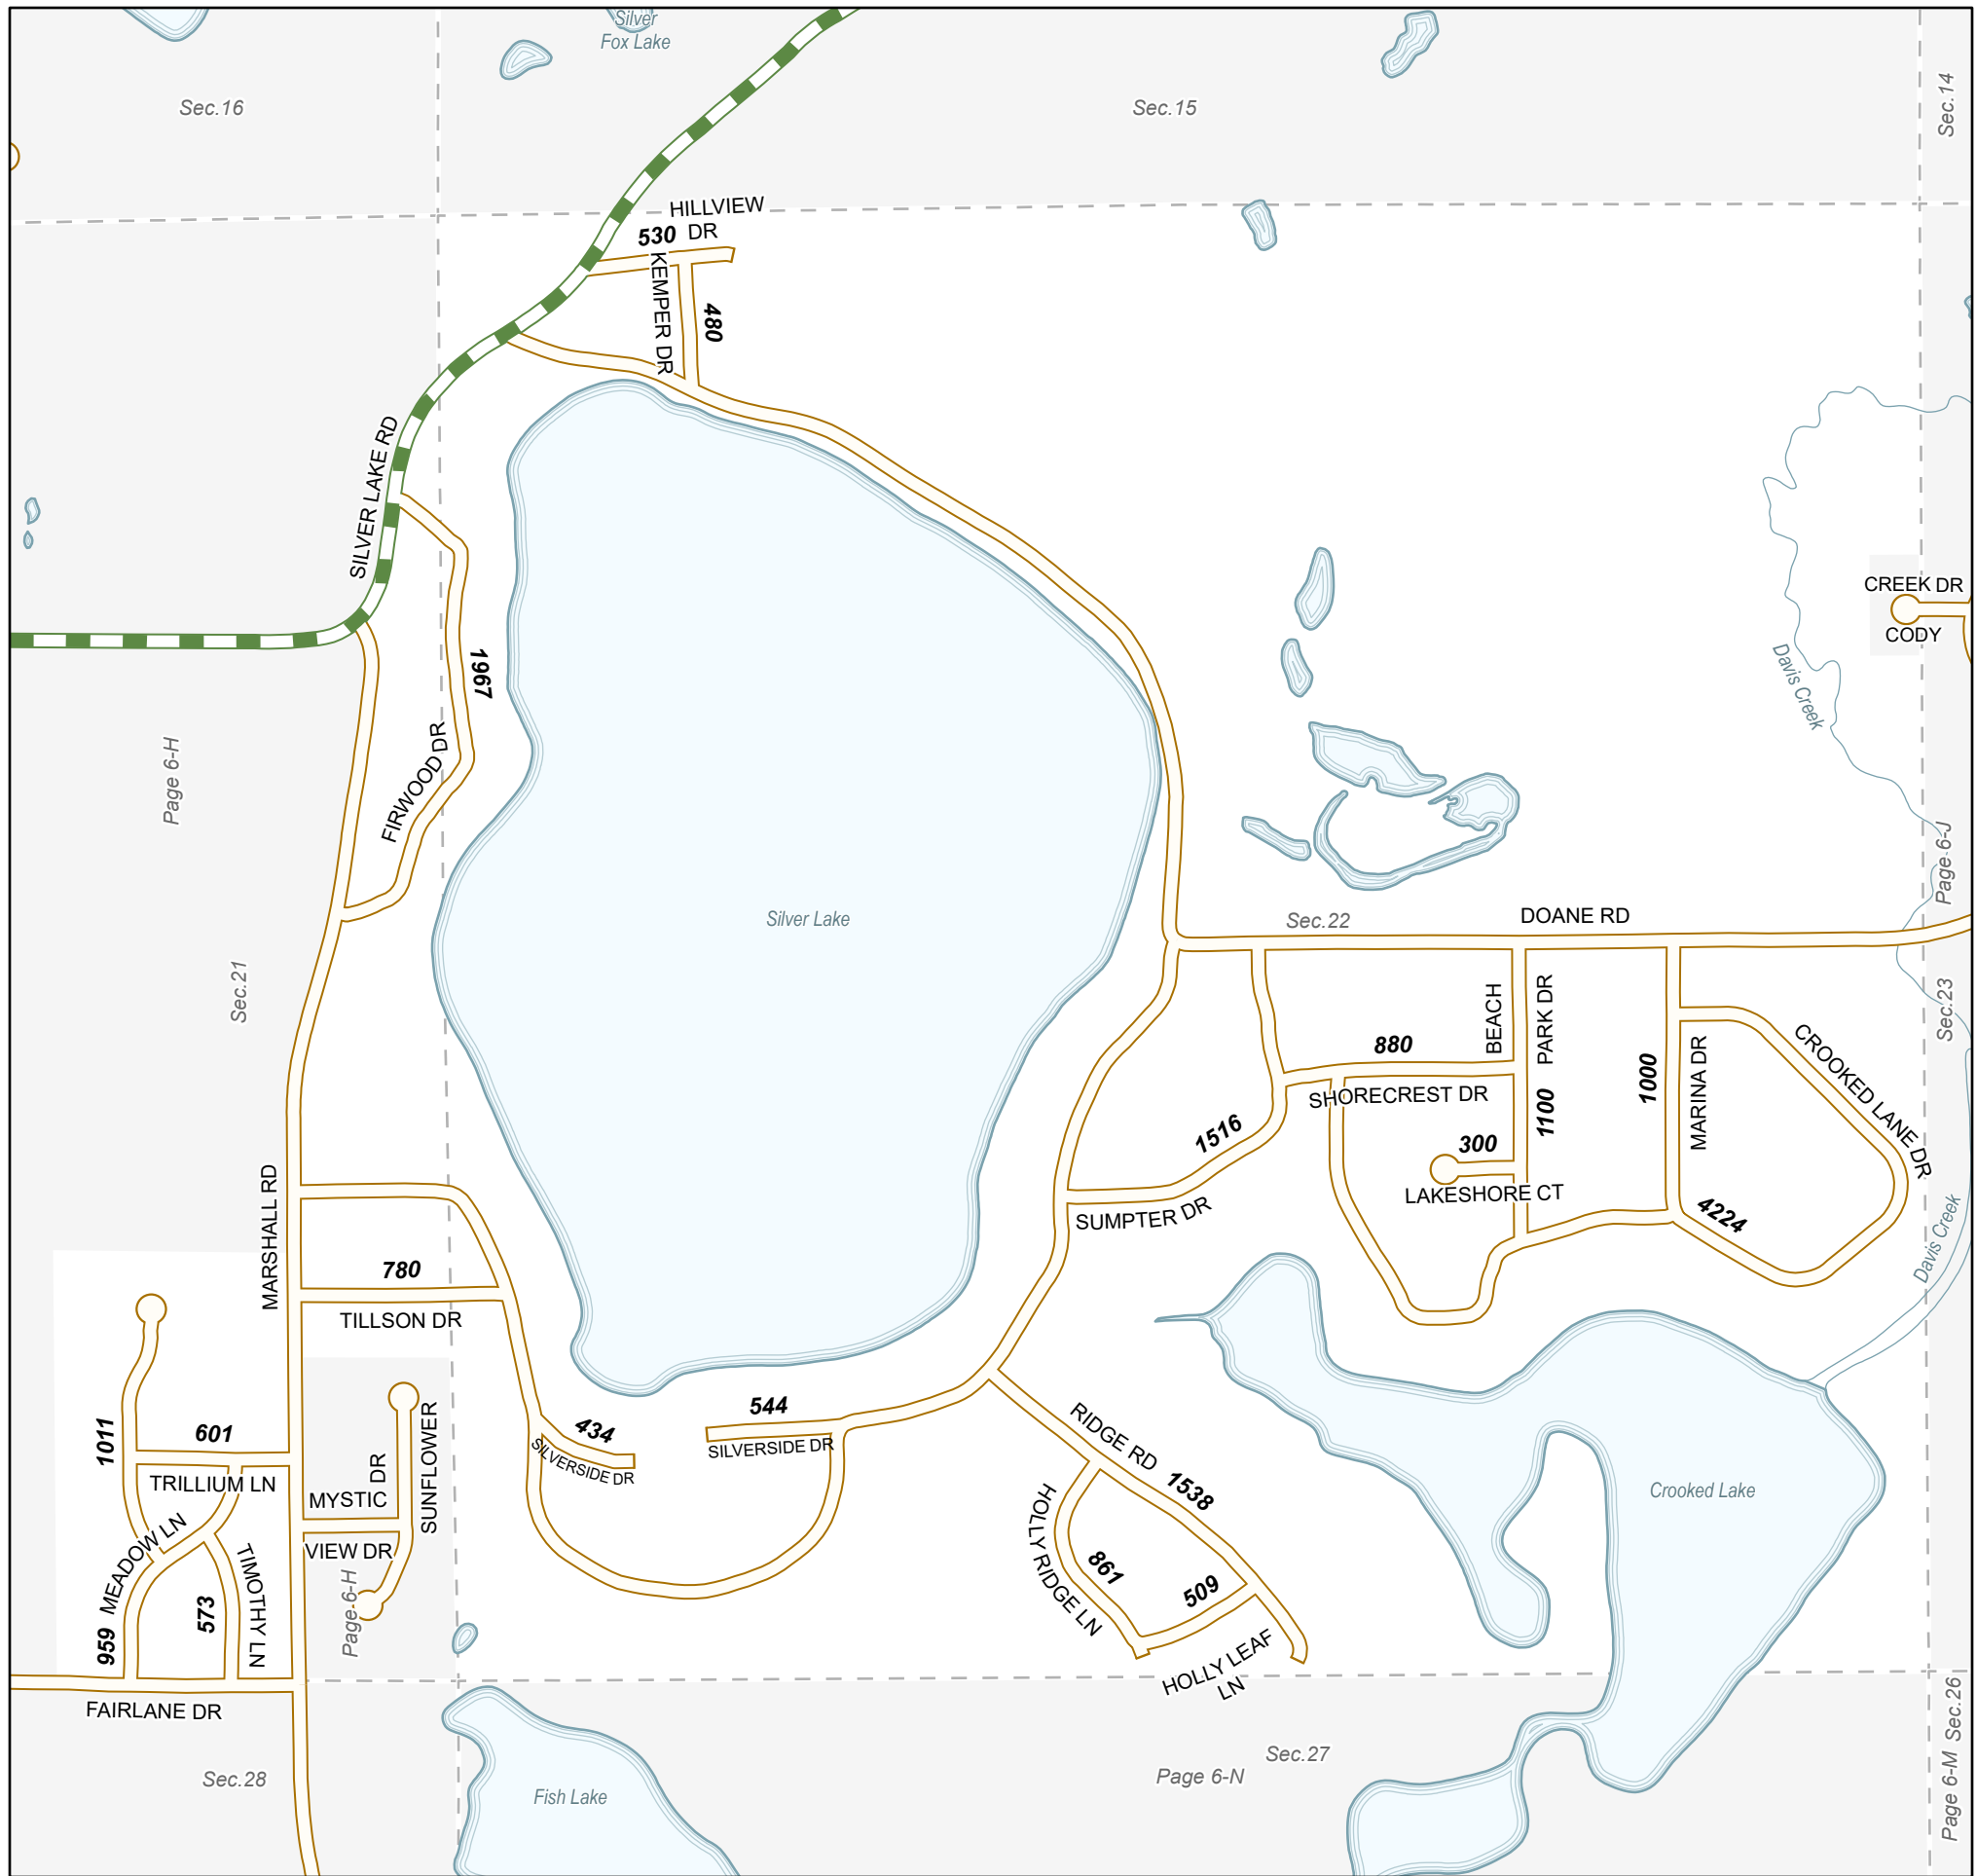 Silver
Fox Lake
Sec.16
Sec.15
Sec.14
HILLVIEW
DR
530
KEMPER DR
480
SILVER LAKE RD
1967
FIRWOOD DR
Page 6-H
Sec.21
Silver Lake
CREEK DR
CODY
Davis Creek
Page 6-J
Sec.22
DOANE RD
Sec.23
BEACH
PARK DR
880
SHORECREST DR
1000
MARINA DR
CROOKED LANE DR
1100
1516
300
LAKESHORE CT
SUMPTER DR
4224
Davis Creek
MARSHALL RD
780
TILLSON DR
1011
601
TRILLIUM LN
MYSTIC
DR
SUNFLOWER
VIEW DR
434
SILVERSIDE DR
544
SILVERSIDE DR
RIDGE RD
1538
HOLLY RIDGE LN
861
509
HOLLY LEAF
LN
Crooked Lake
MEADOW LN
959
573
TIMOTHY LN
Page 6-H
FAIRLANE DR
Sec.28
Fish Lake
Sec.27
Page 6-N
Sec.26
Page 6-M